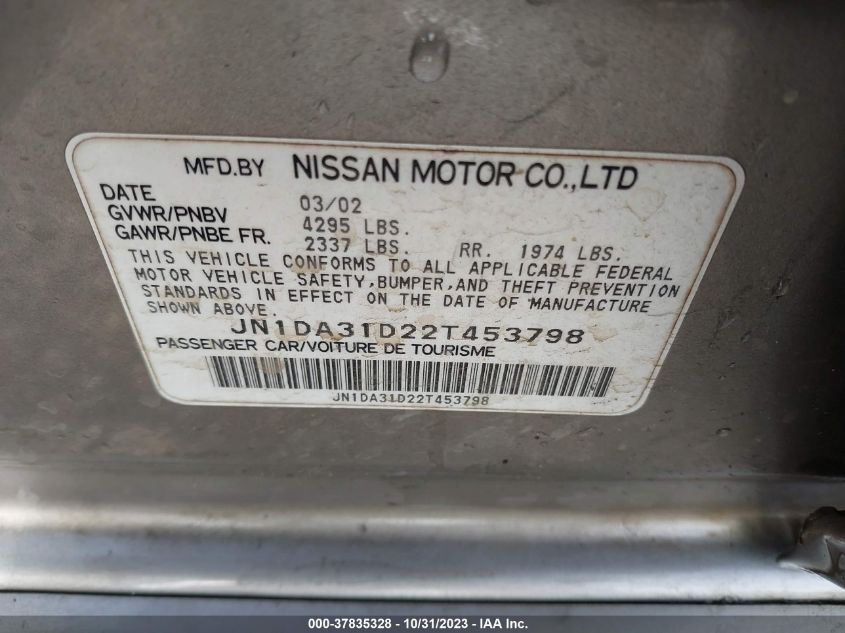 MFD.BY NISSAN MOTOR CO.,LTD
DATE 03/02
GVWR/PNBV 4295 LBS.
GAWR/PNBE FR. 2337 LBS. RR. 1974 LBS.
THIS VEHICLE CONFORMS TO ALL APPLICABLE FEDERAL
MOTOR VEHICLE SAFETY,BUMPER,AND THEFT PREVENTION
STANDARDS IN EFFECT ON THE DATE OF MANUFACTURE
SHOWN ABOVE.
JN1DA31D22T453798
PASSENGER CAR/VOITURE DE TOURISME
JN1DA31D22T453798
000-37835328 - 10/31/2023 - IAA Inc.